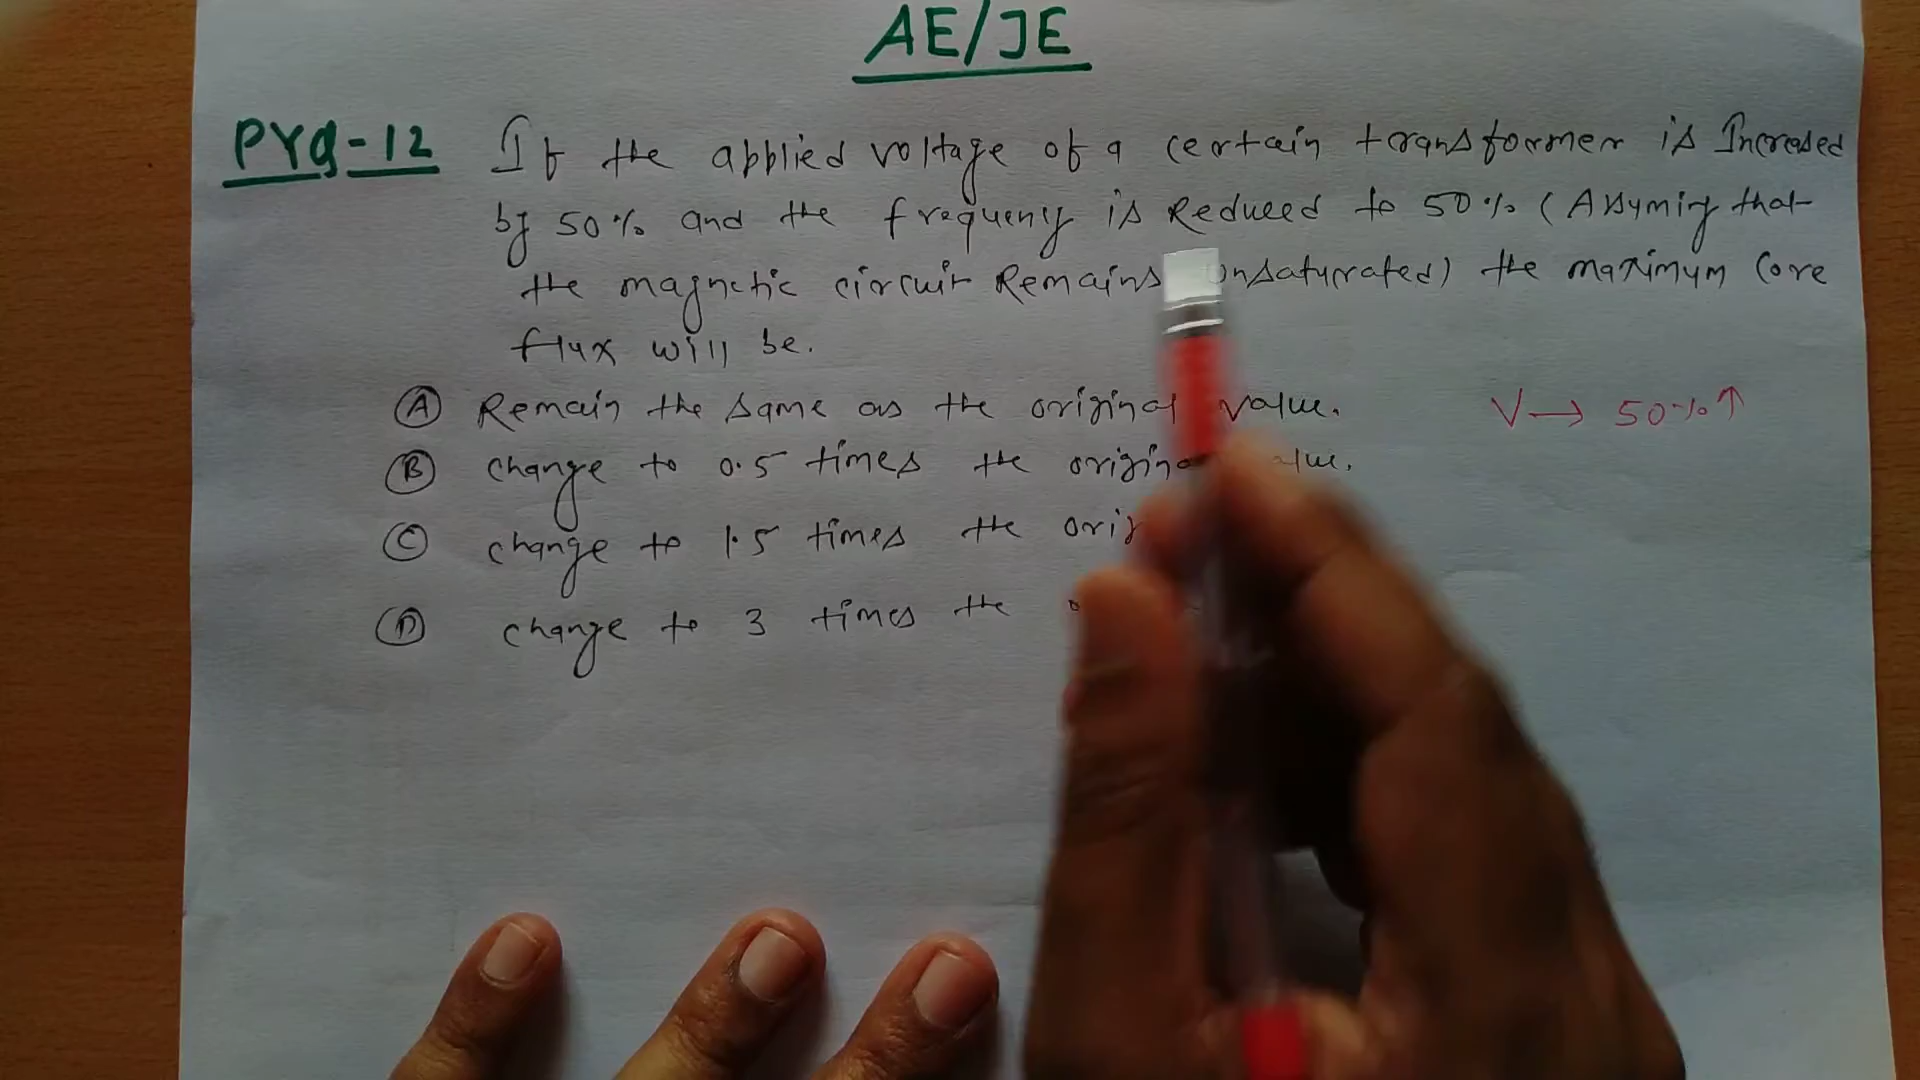 AE/JE
PYQ-12 If the applied voltage of a certain transformer is Increased
by 50% and the frequency is Reduced to 50% (Assuming that
the magnetic circuit Remains unsaturated) the maximum Core
flux will be.
(A) Remain the same as the original value.
V → 50% ↑
(B) change to 0.5 times the original value.
(C) change to 1.5 times the
(D) change to 3 times the